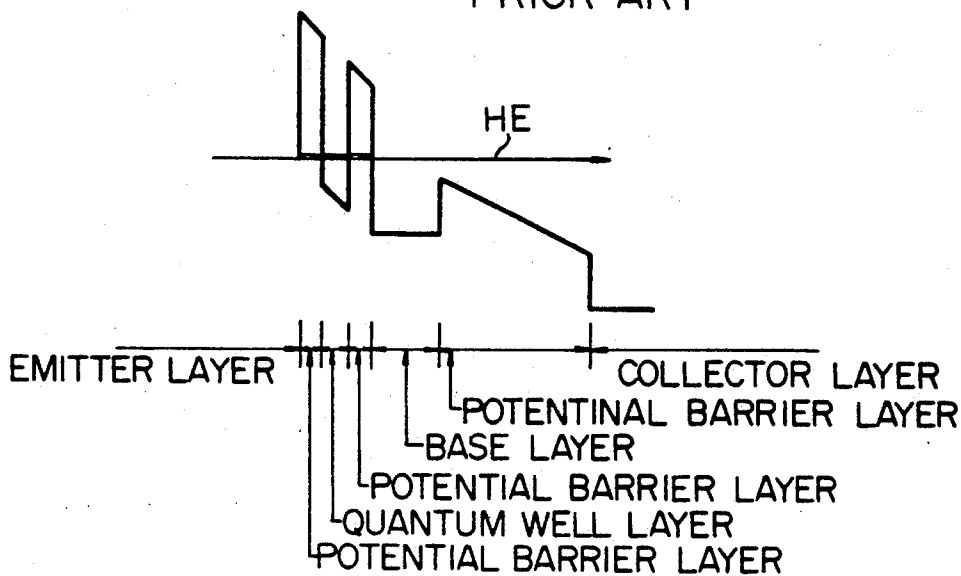 PRIOR ART
HE
EMITTER LAYER
COLLECTOR LAYER
POTENTINAL BARRIER LAYER
BASE LAYER
POTENTIAL BARRIER LAYER
QUANTUM WELL LAYER
POTENTIAL BARRIER LAYER